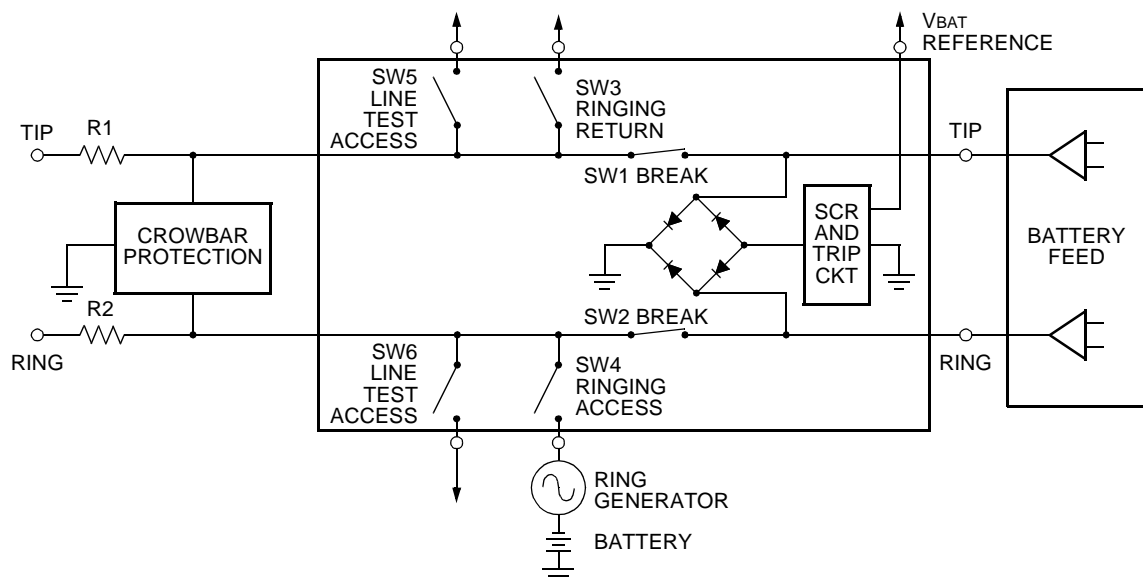 VBAT
REFERENCE
SW5
LINE
TEST
ACCESS
SW3
RINGING
RETURN
TIP
R1
TIP
SW1 BREAK
CROWBAR
PROTECTION
SCR
AND
TRIP
CKT
BATTERY
FEED
R2
SW2 BREAK
RING
SW6
LINE
TEST
ACCESS
SW4
RINGING
ACCESS
RING
RING
GENERATOR
BATTERY